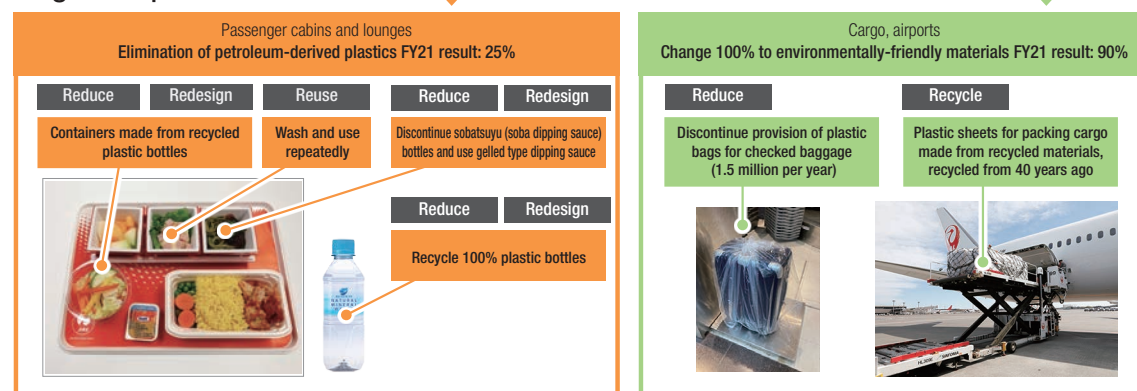 Passenger cabins and lounges
Elimination of petroleum-derived plastics FY21 result: 25%
Reduce
Redesign
Reuse
Reduce
Redesign
Containers made from recycled
plastic bottles
Wash and use
repeatedly
Discontinue sobatsuyu (soba dipping sauce)
bottles and use gelled type dipping sauce
Reduce
Redesign
Recycle 100% plastic bottles
NATURAL
MINERAL
Cargo, airports
Change 100% to environmentally-friendly materials FY21 result: 90%
Reduce
Recycle
Discontinue provision of plastic
bags for checked baggage
(1.5 million per year)
Plastic sheets for packing cargo
made from recycled materials,
recycled from 40 years ago